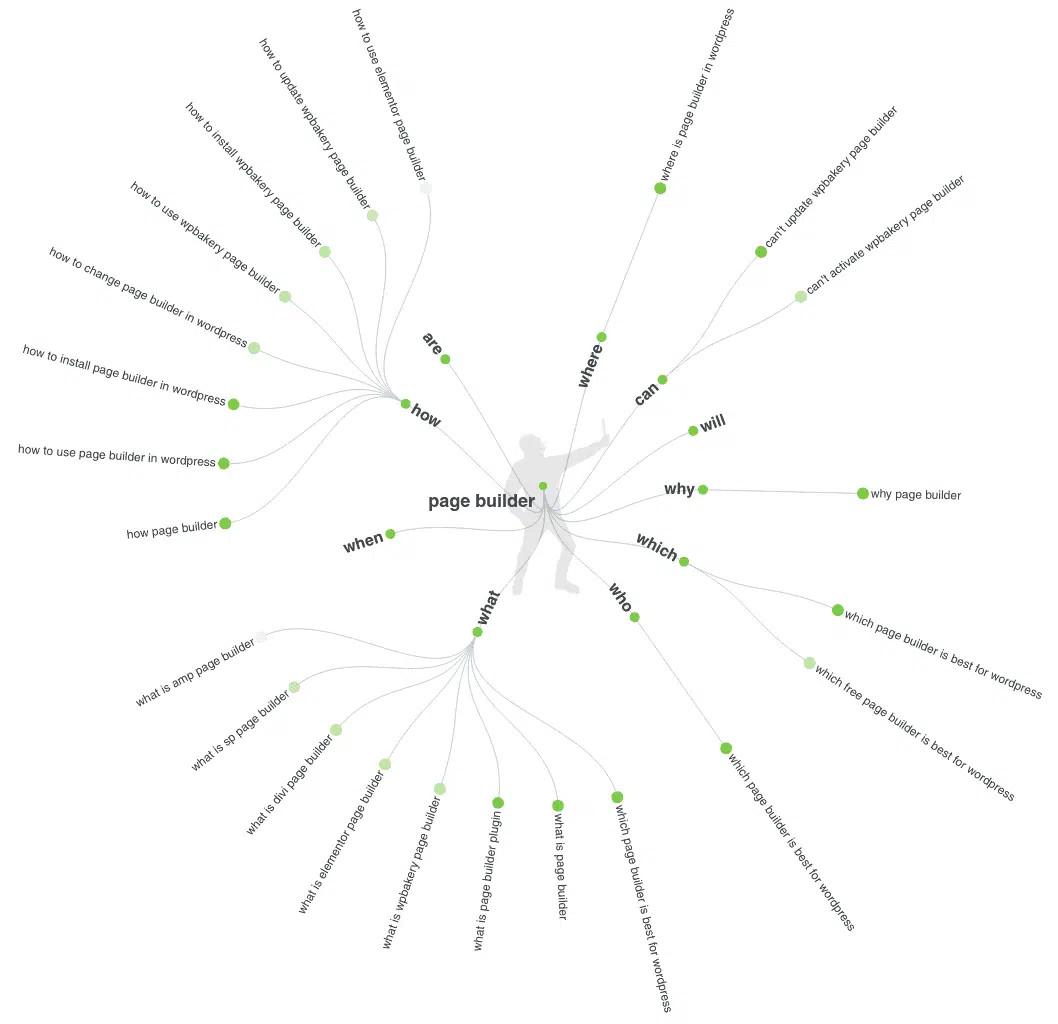 page builder
are
where
where is page builder in wordpress
can
can't update wpbakery page builder
can't activate wpbakery page builder
will
why
why page builder
which
which page builder is best for wordpress
which free page builder is best for wordpress
who
which page builder is best for wordpress
what
which page builder is best for wordpress
what is page builder
what is page builder plugin
what is wpbakery page builder
what is elementor page builder
what is divi page builder
what is sp page builder
what is amp page builder
when
how
how page builder
how to use page builder in wordpress
how to install page builder in wordpress
how to change page builder in wordpress
how to use wpbakery page builder
how to install wpbakery page builder
how to update wpbakery page builder
how to use elementor page builder